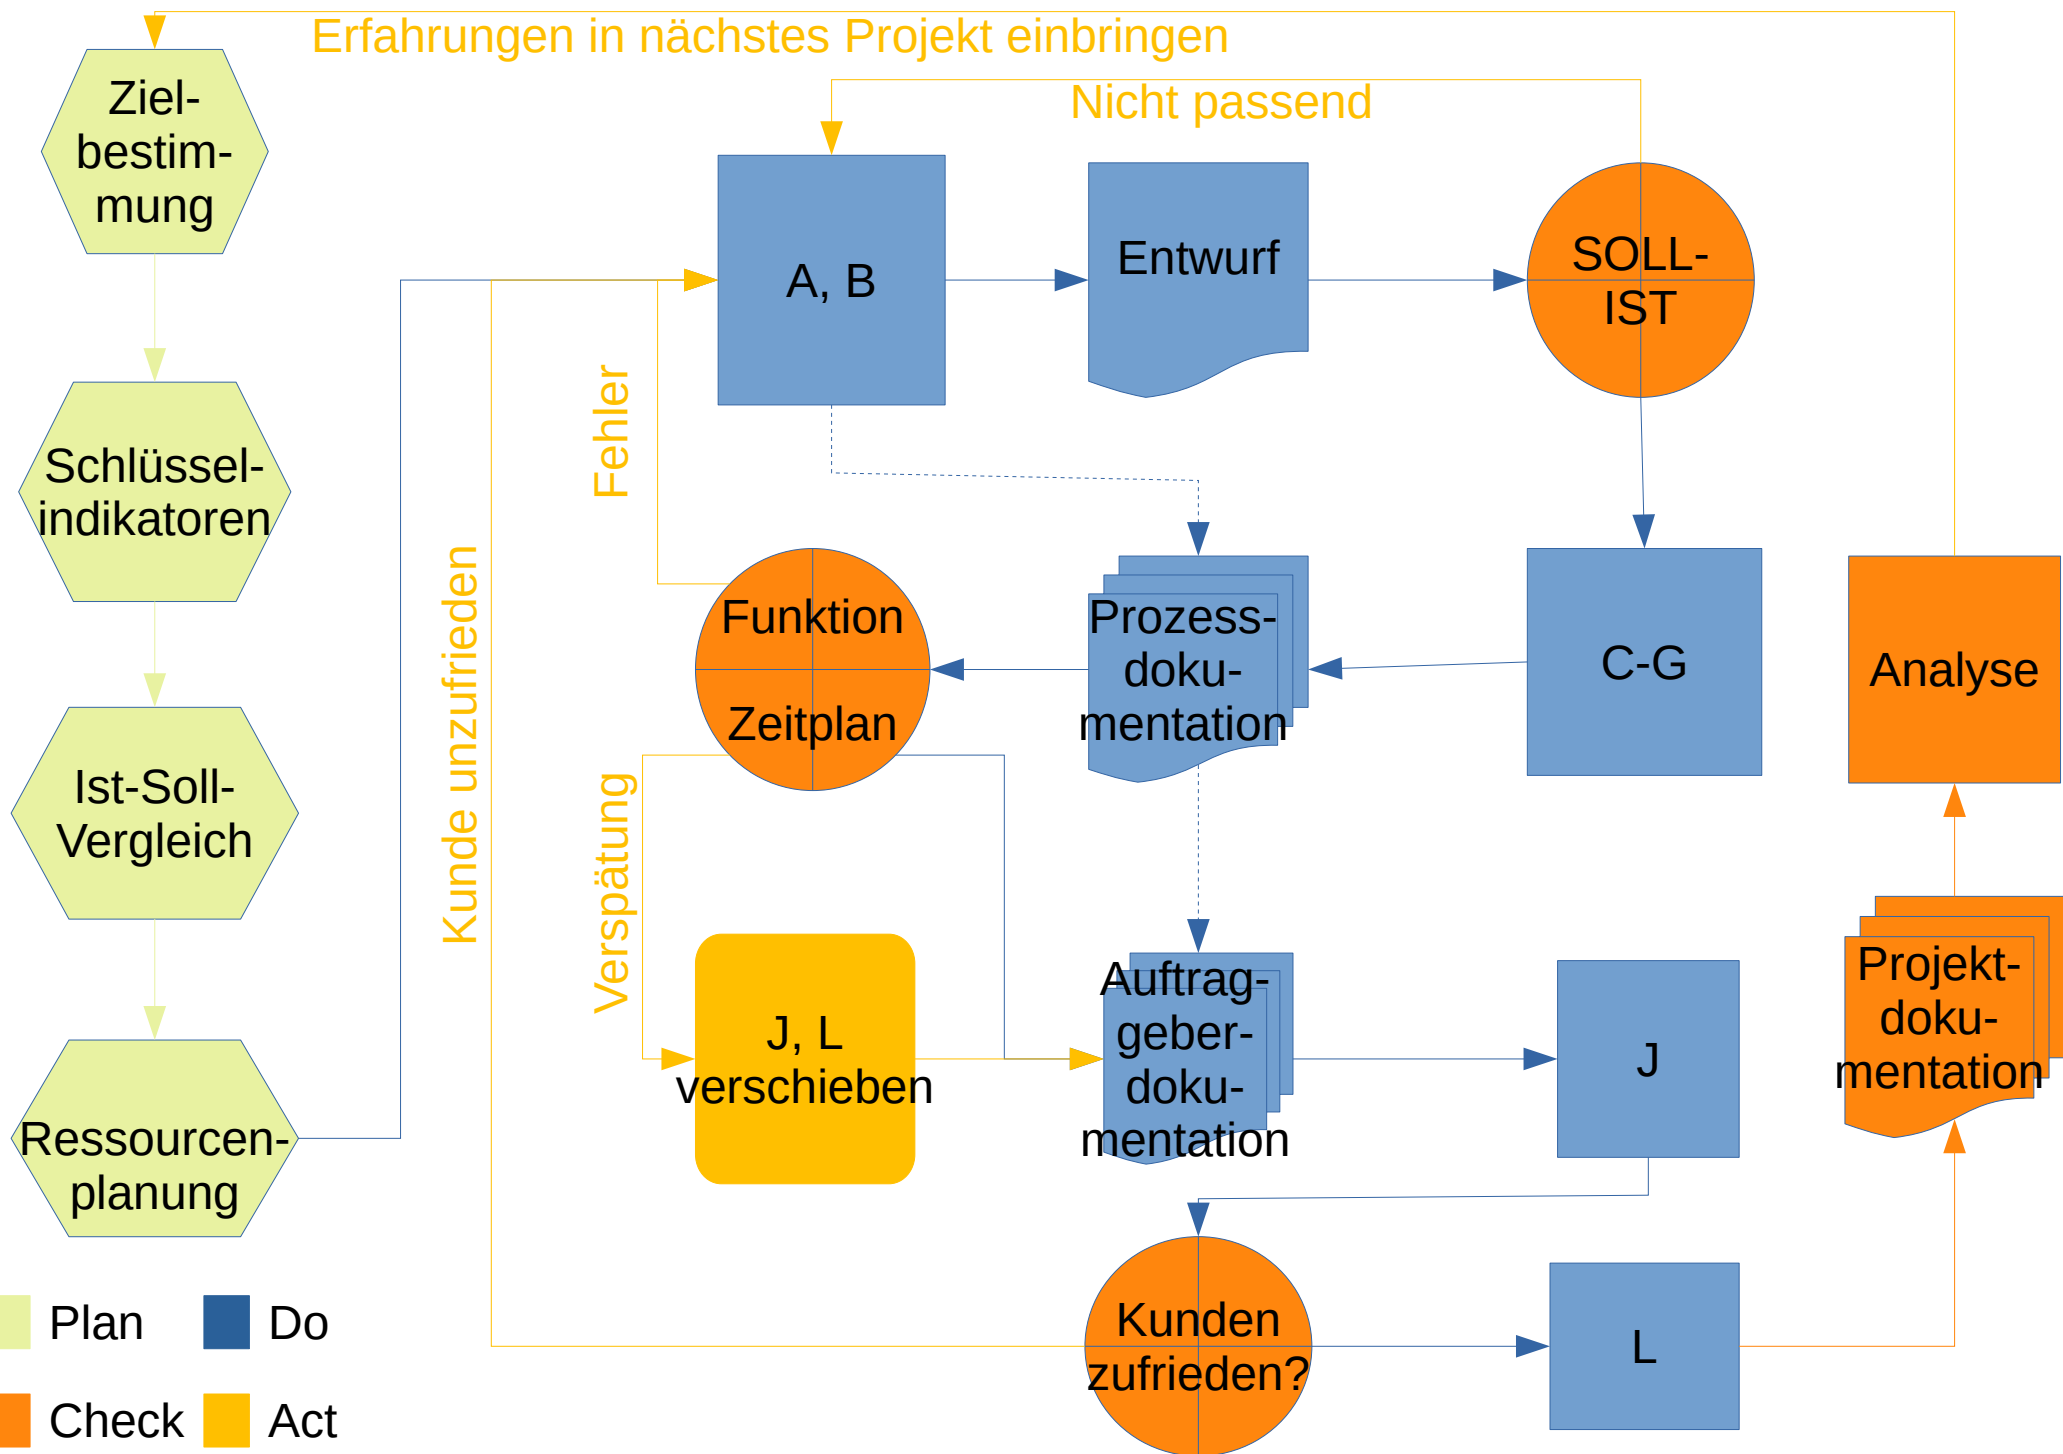 Erfahrungen in nächstes Projekt einbringen
Nicht passend
Ziel-
bestim-
mung
A, B
Entwurf
SOLL-
IST
Fehler
Schlüssel-
indikatoren
Kunde unzufrieden
Funktion
Zeitplan
Prozess-
doku-
mentation
C-G
Analyse
Ist-Soll-
Vergleich
Verspätung
J, L
verschieben
Auftrag-
geber-
doku-
mentation
J
Projekt-
doku-
mentation
Ressourcen-
planung
Kunden
zufrieden?
L
Plan
Do
Check
Act